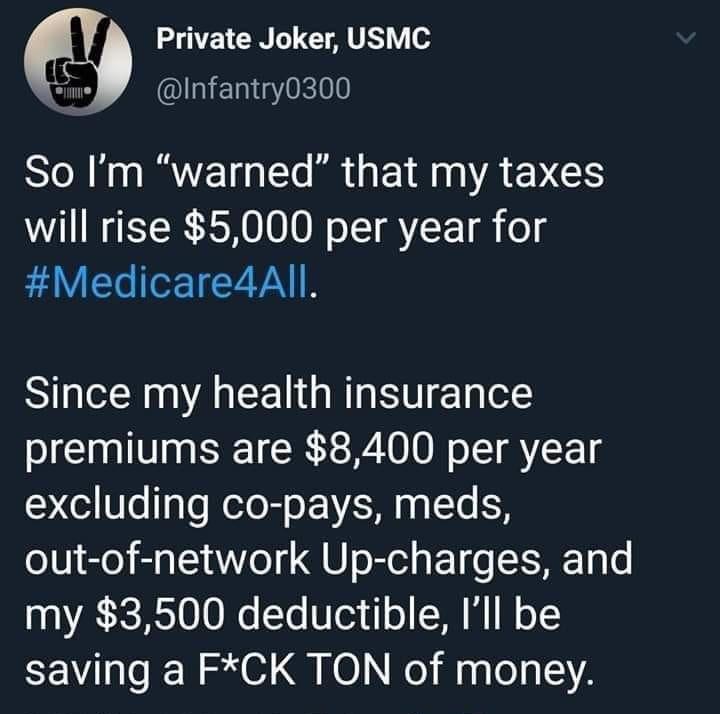 Private Joker, USMC
@Infantry0300
So I’m “warned” that my taxes
will rise $5,000 per year for
#Medicare4All.
Since my health insurance
premiums are $8,400 per year
excluding co-pays, meds,
out-of-network Up-charges, and
my $3,500 deductible, I’ll be
saving a F*CK TON of money.